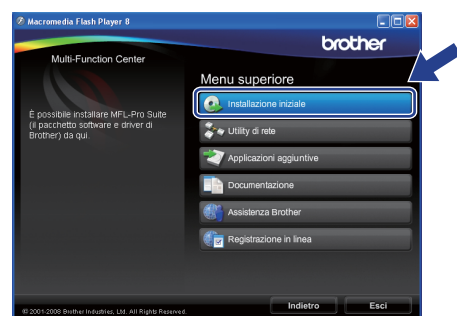 Macromedia Flash Player 8
brother
Multi-Function Center
Menu superiore
È possibile installare MFL-Pro Suite
(il pacchetto software e driver di
Brother) da qui.
Installazione iniziale
Utility di rete
Applicazioni aggiuntive
Documentazione
Assistenza Brother
Registrazione in linea
© 2001-2008 Brother Industries, Ltd. All Rights Reserved.
Indietro
Esci